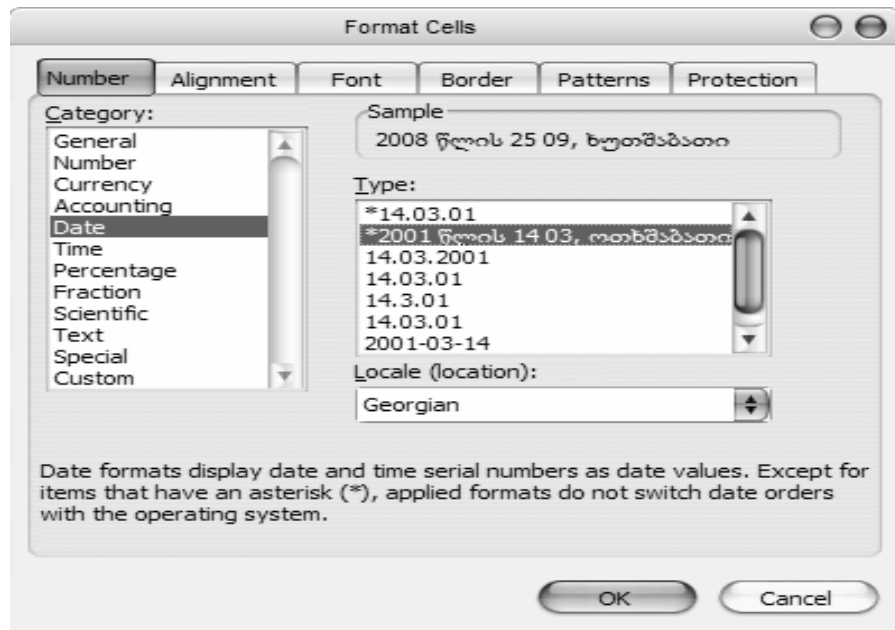 Format Cells
Number Alignment Font Border Patterns Protection
Category:
General
Number
Currency
Accounting
Date
Time
Percentage
Fraction
Scientific
Text
Special
Custom
Sample
2008 წლის 25 09, ხუთშაბათი
Type:
*14.03.01
*2001 წლის 14 03, ოთხშაბათი
14.03.2001
14.03.01
14.3.01
14.03.01
2001-03-14
Locale (location):
Georgian
Date formats display date and time serial numbers as date values. Except for
items that have an asterisk (*), applied formats do not switch date orders
with the operating system.
OK Cancel